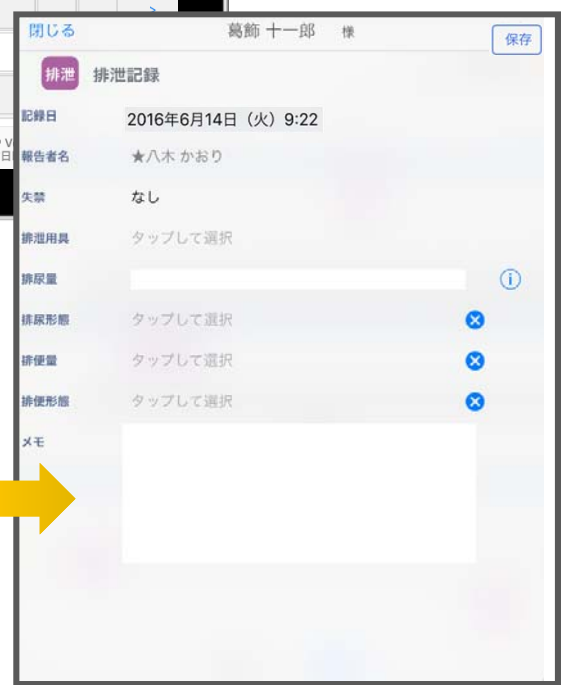 閉じる 葛飾 十一郎 様 保存
排泄 排泄記録
記録日 2016年6月14日（火）9:22
報告者名 ★八木 かおり
失禁 なし
排泄用具 タップして選択
排尿量
排尿形態 タップして選択
排便量 タップして選択
排便形態 タップして選択
メモ